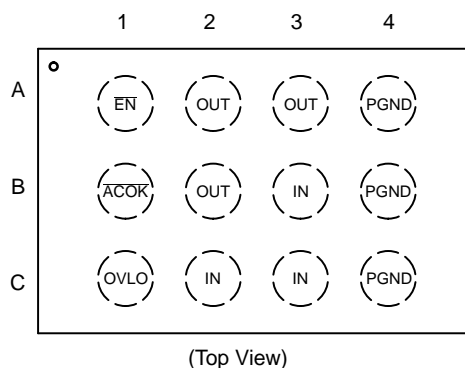 1 2 3 4
A EN OUT OUT PGND
B ACOK OUT IN PGND
C OVLO IN IN PGND
(Top View)